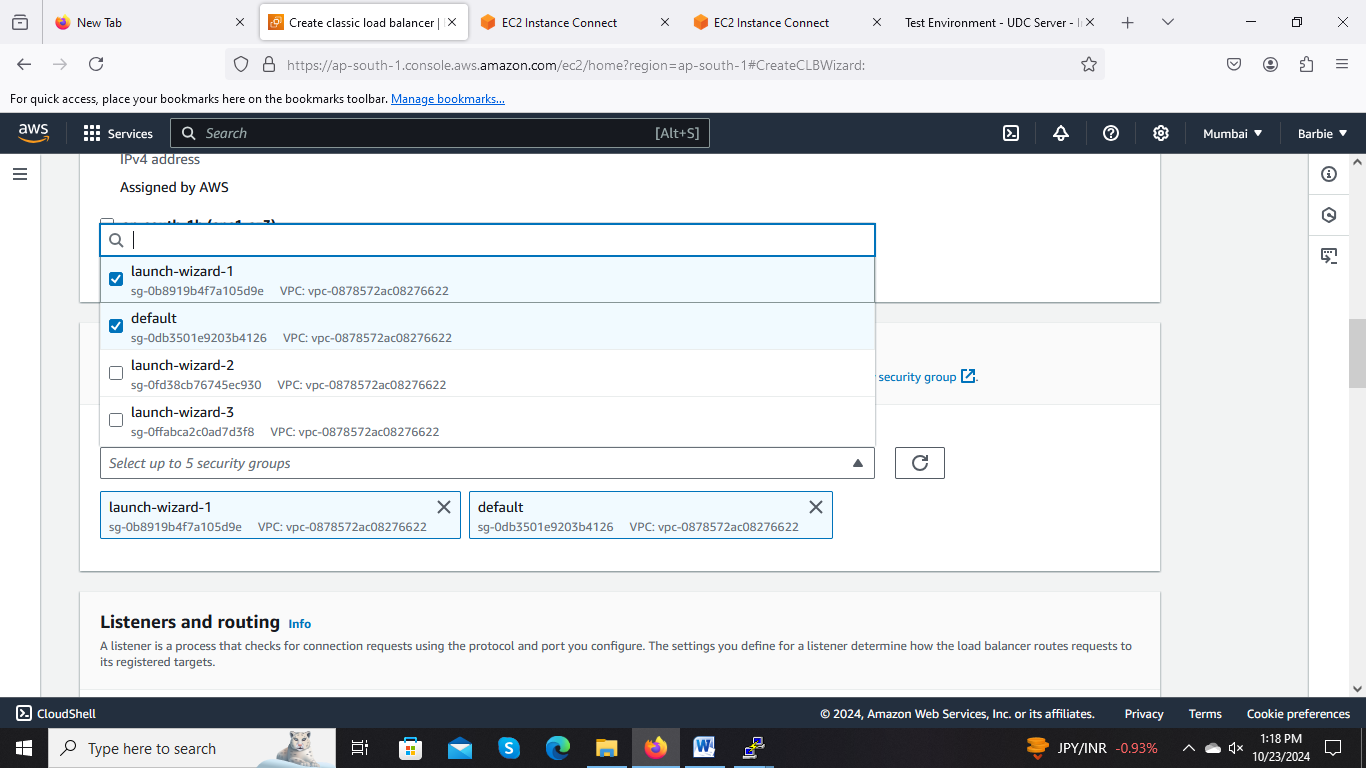 New Tab
Create classic load balancer |
EC2 Instance Connect
EC2 Instance Connect
Test Environment - UDC Server -
https://ap-south-1.console.aws.amazon.com/ec2/home?region=ap-south-1#CreateCLBWizard:
For quick access, place your bookmarks here on the bookmarks toolbar. Manage bookmarks...
aws
Services
Search
[Alt+S]
Mumbai
Barbie
IPv4 address
Assigned by AWS
launch-wizard-1
sg-0b8919b4f7a105d9e VPC: vpc-0878572ac08276622
default
sg-0db3501e9203b4126 VPC: vpc-0878572ac08276622
launch-wizard-2
sg-0fd38cb76745ec930 VPC: vpc-0878572ac08276622
security group
launch-wizard-3
sg-0ffabca2c0ad7d3f8 VPC: vpc-0878572ac08276622
Select up to 5 security groups
launch-wizard-1
sg-0b8919b4f7a105d9e VPC: vpc-0878572ac08276622
default
sg-0db3501e9203b4126 VPC: vpc-0878572ac08276622
Listeners and routing Info
A listener is a process that checks for connection requests using the protocol and port you configure. The settings you define for a listener determine how the load balancer routes requests to
its registered targets.
CloudShell
© 2024, Amazon Web Services, Inc. or its affiliates.
Privacy
Terms
Cookie preferences
Type here to search
JPY/INR -0.93%
1:18 PM
10/23/2024